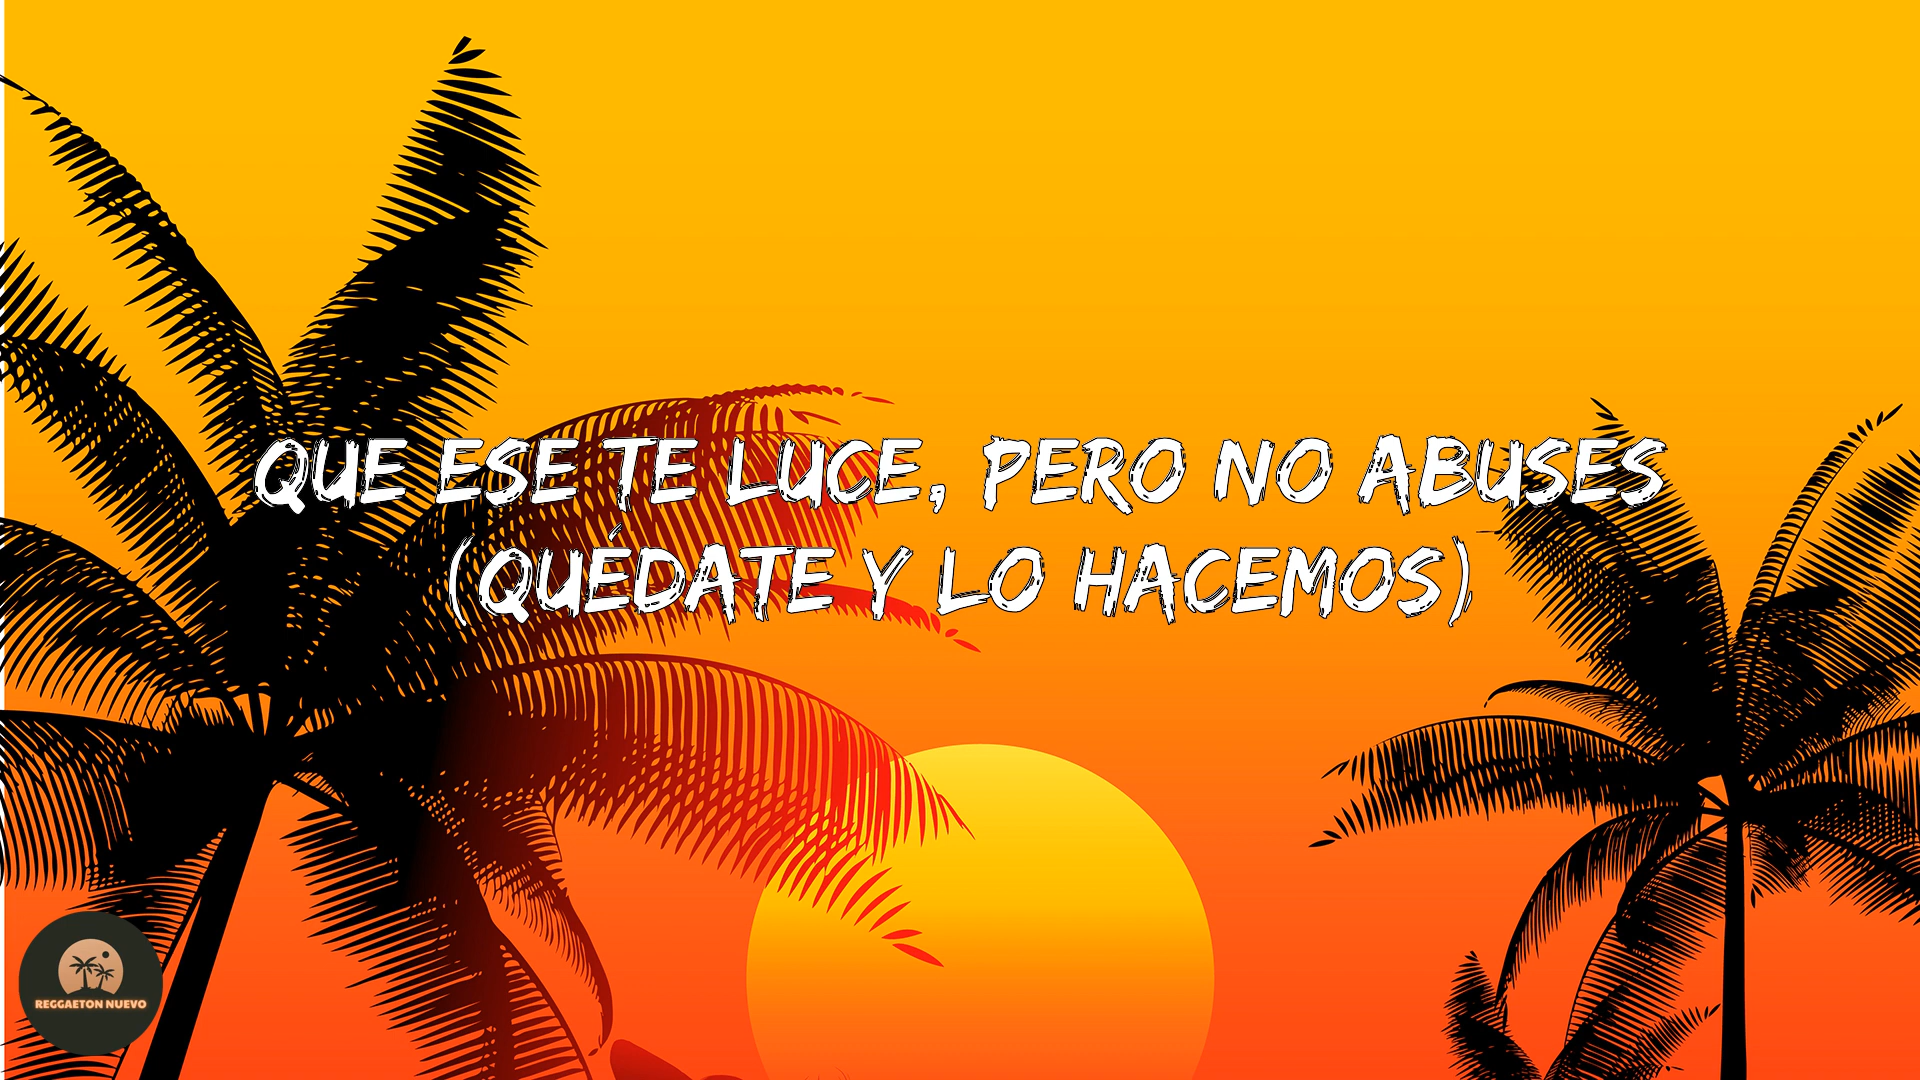 QUE ESE TE LUCE, PERO NO ABUSES
(QUÉDATE Y LO HACEMOS)
REGGAETON NUEVO